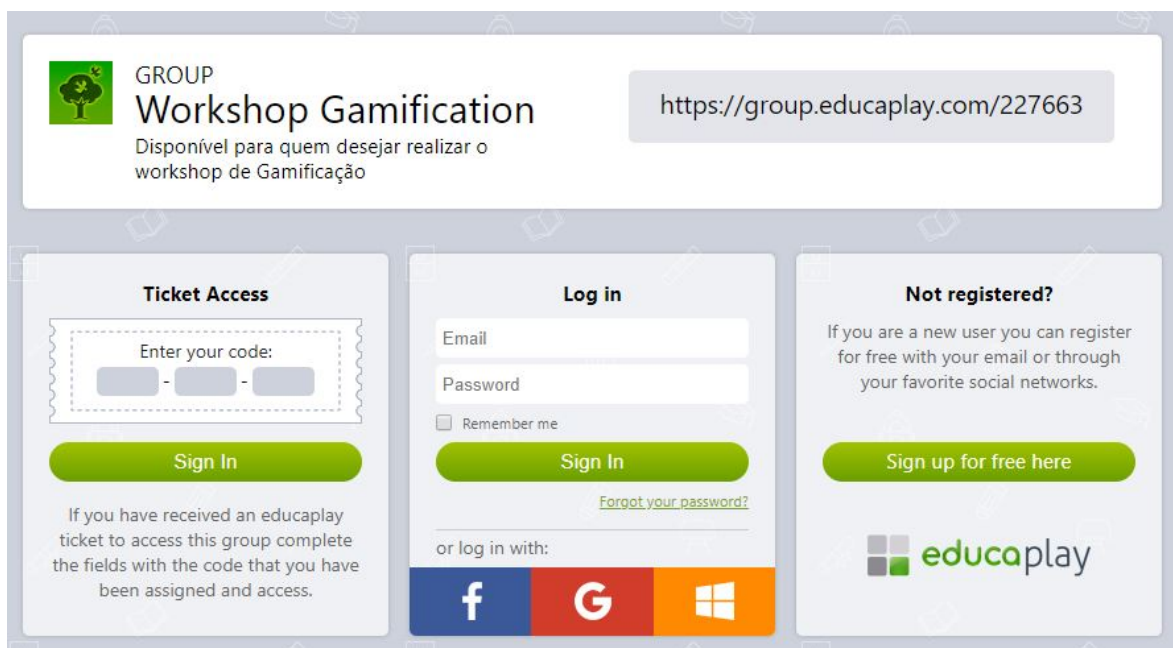 GROUP
Workshop Gamification
Disponível para quem desejar realizar o
workshop de Gamificação
https://group.educaplay.com/227663
Ticket Access
Enter your code:
- -
Sign In
If you have received an educaplay
ticket to access this group complete
the fields with the code that you have
been assigned and access.
Log in
Email
Password
Remember me
Sign In
Forgot your password?
or log in with:
f G
Not registered?
If you are a new user you can register
for free with your email or through
your favorite social networks.
Sign up for free here
educaplay